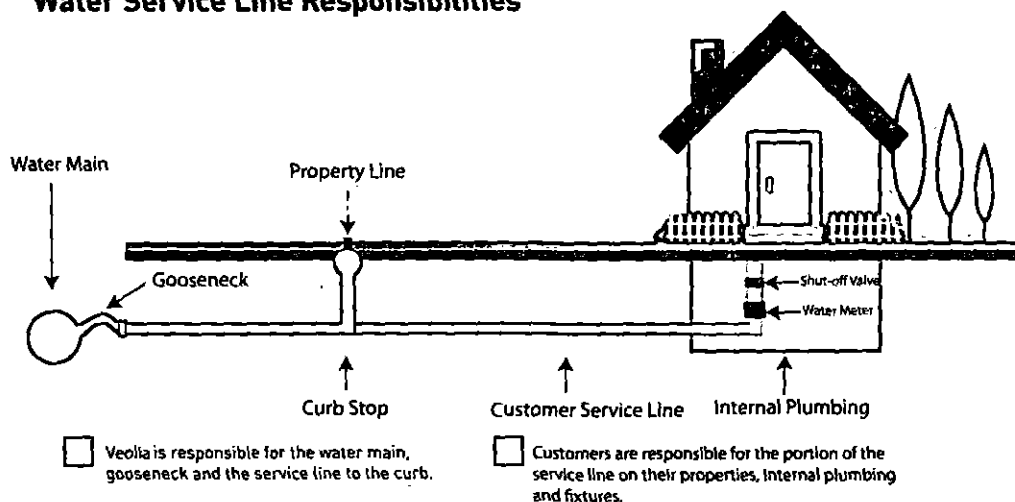 Water Service Line Responsibilities
Water Main
Property Line
Gooseneck
Shut-off Valve
Water Meter
Curb Stop
Customer Service Line
Internal Plumbing
Veolia is responsible for the water main,
gooseneck and the service line to the curb.
Customers are responsible for the portion of the
service line on their properties, internal plumbing
and fixtures.